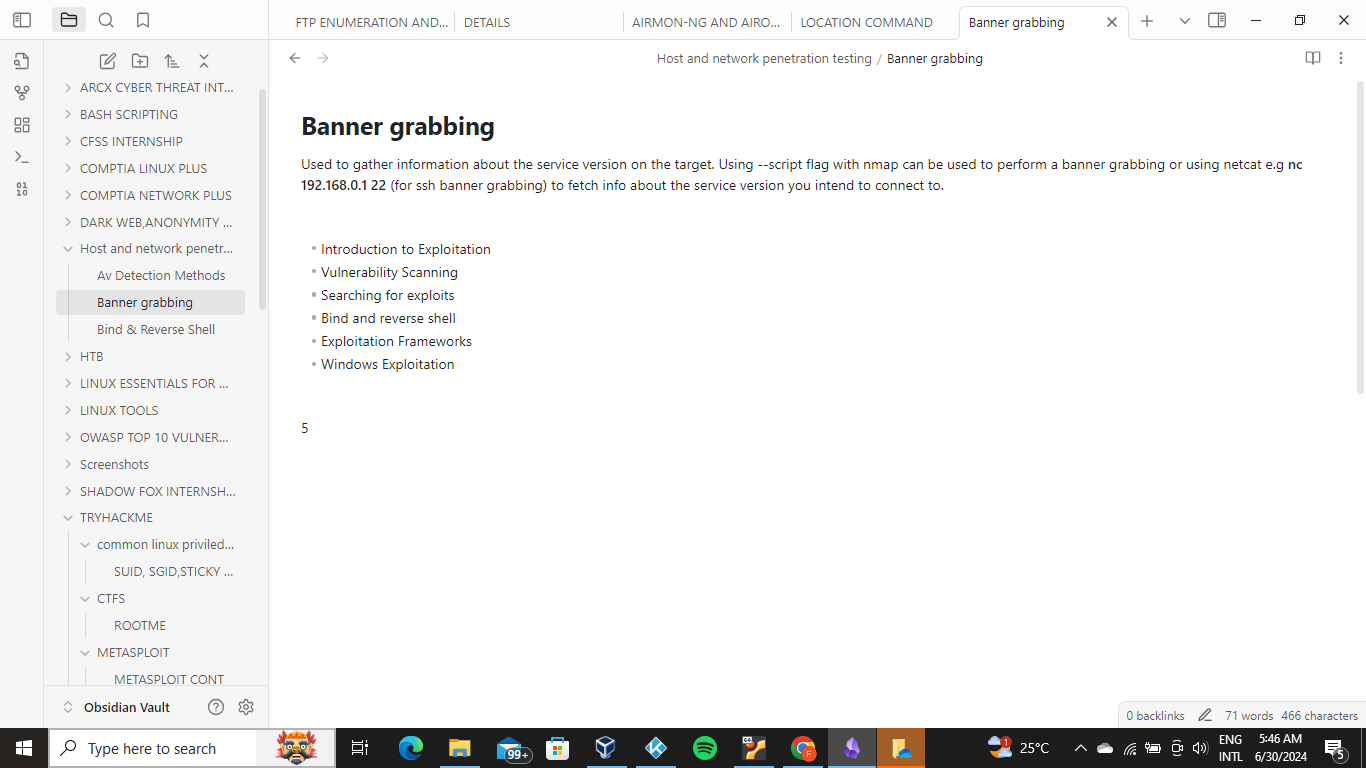 FTP ENUMERATION AND...
DETAILS
AIRMON-NG AND AIRO...
LOCATION COMMAND
Banner grabbing
Host and network penetration testing / Banner grabbing
ARCX CYBER THREAT INT...
BASH SCRIPTING
CFSS INTERNSHIP
COMPTIA LINUX PLUS
COMPTIA NETWORK PLUS
DARK WEB,ANONYMITY ...
Host and network penetr...
Av Detection Methods
Banner grabbing
Bind & Reverse Shell
HTB
LINUX ESSENTIALS FOR ...
LINUX TOOLS
OWASP TOP 10 VULNER...
Screenshots
SHADOW FOX INTERNSH...
TRYHACKME
common linux priviled...
SUID, SGID,STICKY ...
CTFS
ROOTME
METASPLOIT
METASPLOIT CONT
Obsidian Vault
Banner grabbing
Used to gather information about the service version on the target. Using --script flag with nmap can be used to perform a banner grabbing or using netcat e.g nc
192.168.0.1 22 (for ssh banner grabbing) to fetch info about the service version you intend to connect to.
Introduction to Exploitation
Vulnerability Scanning
Searching for exploits
Bind and reverse shell
Exploitation Frameworks
Windows Exploitation
5
0 backlinks
71 words
466 characters
Type here to search
99+
64
F
1
25°C
ENG
INTL
5:46 AM
6/30/2024
5